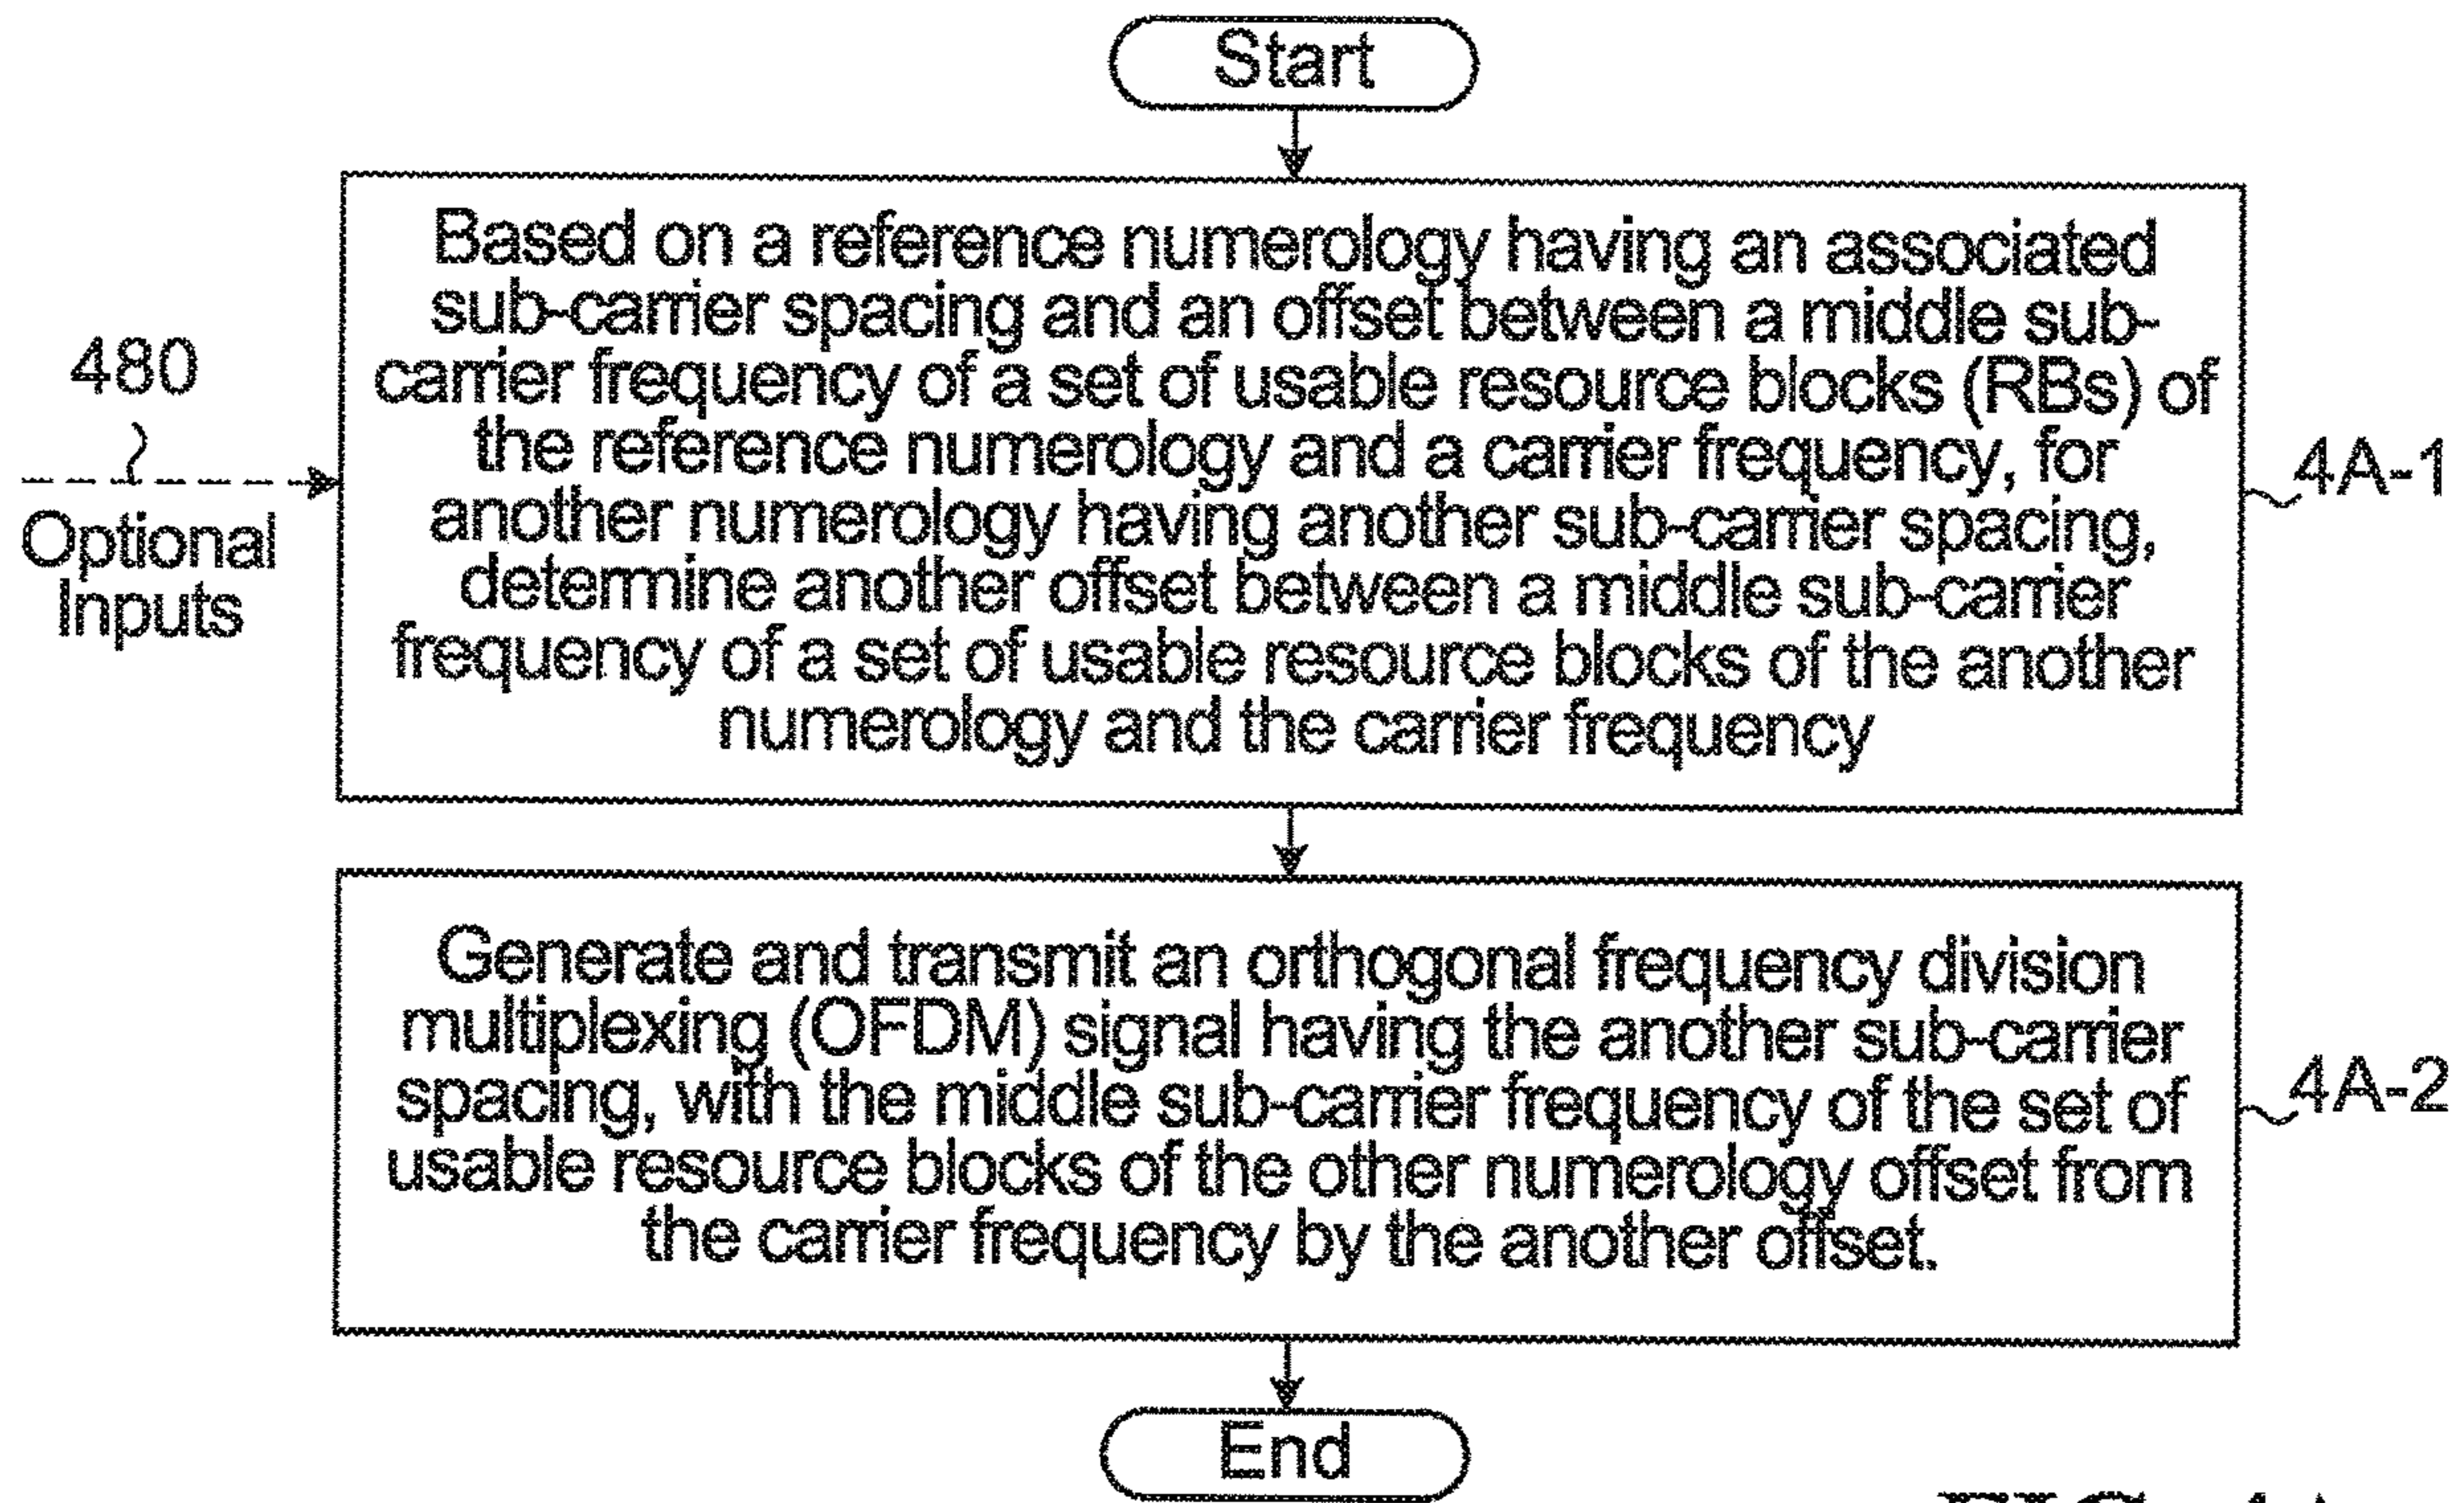 Start
Based on a reference numerology having an associated
sub-carrier spacing and an offset between a middle sub-
carrier frequency of a set of usable resource blocks (RBs) of
the reference numerology and a carrier frequency, for
another numerology having another sub-carrier spacing,
determine another offset between a middle sub-carrier
frequency of a set of usable resource blocks of the another
numerology and the carrier frequency
480
Optional
Inputs
4A-1
Generate and transmit an orthogonal frequency division
multiplexing (OFDM) signal having the another sub-carrier
spacing, with the middle sub-carrier frequency of the set of
usable resource blocks of the other numerology offset from
the carrier frequency by the another offset.
4A-2
End